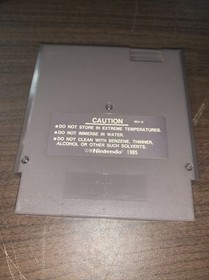 CAUTION
•DO NOT STORE IN EXTREME TEMPERATURES.
•DO NOT IMMERSE IN WATER.
•DO NOT CLEAN WITH BENZENE, THINNER,
ALCOHOL OR OTHER SUCH SOLVENTS.
©Nintendo 1985